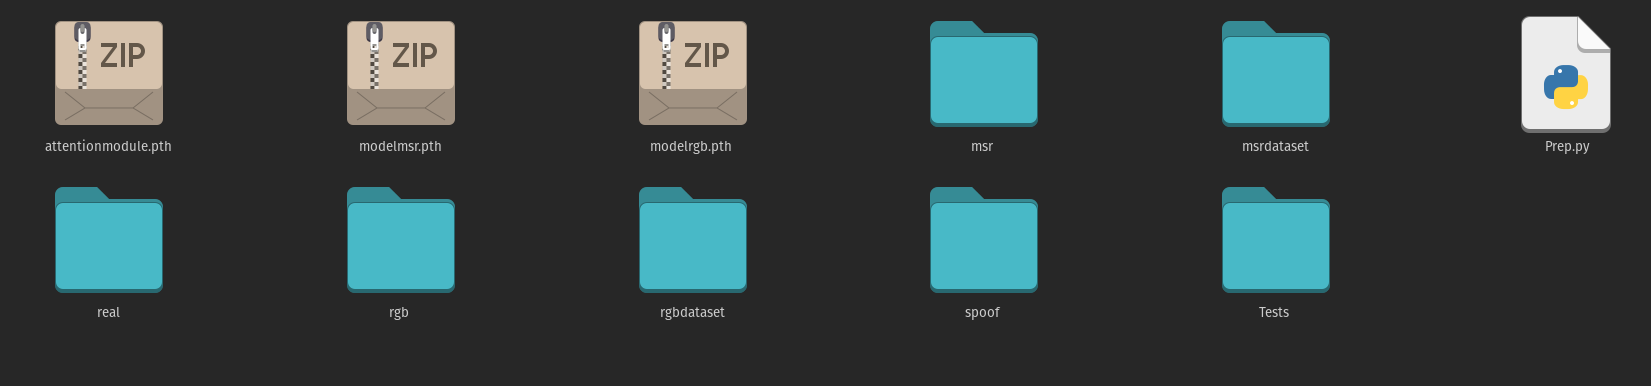 ZIP
ZIP
ZIP
attentionmodule.pth
modelmsr.pth
modelrgb.pth
msr
msrdataset
Prep.py
real
rgb
rgbdataset
spoof
Tests